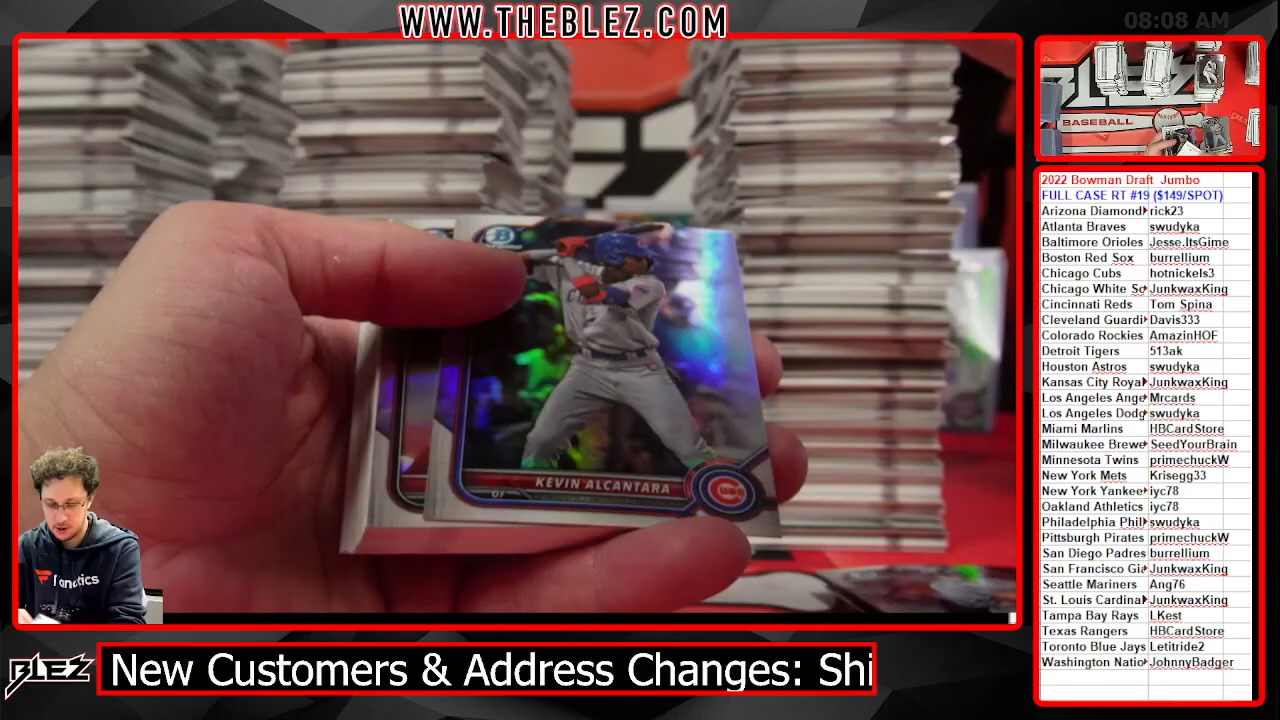 WWW.THEBLEZ.COM
08:08 AM
BLEZ
BASEBALL
KEVIN ALCANTARA
OF
CUBS
Fanatics
2022 Bowman Draft Jumbo
FULL CASE RT #19 ($149/SPOT)
Arizona Diamond rick23
Atlanta Braves swudyka
Baltimore Orioles Jesse.ItsGime
Boston Red Sox burrellium
Chicago Cubs hotnickels3
Chicago White So JunkwaxKing
Cincinnati Reds Tom Spina
Cleveland Guardi Davis333
Colorado Rockies AmazinHOF
Detroit Tigers 513ak
Houston Astros swudyka
Kansas City Roya JunkwaxKing
Los Angeles Ange Mrcards
Los Angeles Dodg swudyka
Miami Marlins HBCardStore
Milwaukee Brewe SeedYourBrain
Minnesota Twins primechuckW
New York Mets Krisegg33
New York Yankee iyc78
Oakland Athletics iyc78
Philadelphia Phil swudyka
Pittsburgh Pirates primechuckW
San Diego Padres burrellium
San Francisco Gia JunkwaxKing
Seattle Mariners Ang76
St. Louis Cardina JunkwaxKing
Tampa Bay Rays LKest
Texas Rangers HBCardStore
Toronto Blue Jays Letitride2
Washington Natio JohnnyBadger
BLEZ
New Customers & Address Changes: Shi